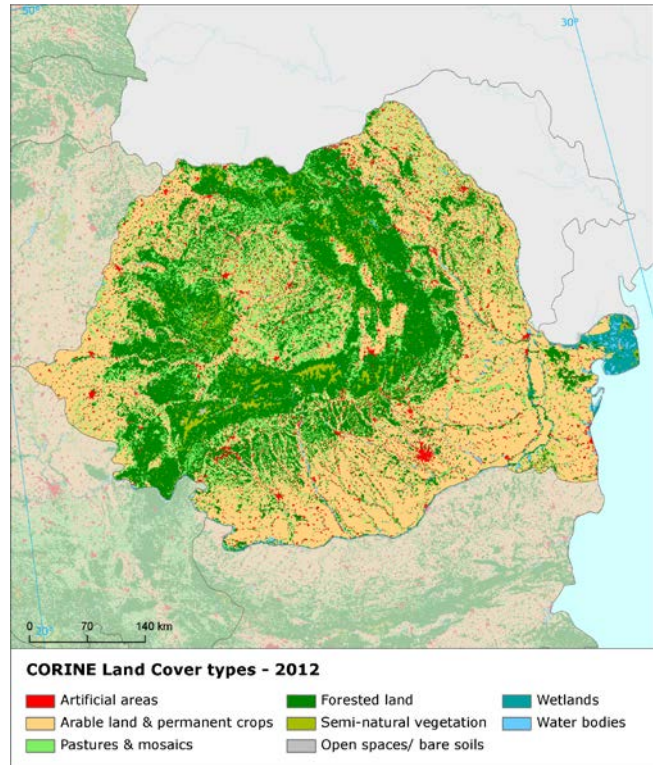 50°
30°
0 70 140 km
20°
CORINE Land Cover types - 2012
Artificial areas Forested land Wetlands
Arable land & permanent crops Semi-natural vegetation Water bodies
Pastures & mosaics Open spaces/ bare soils